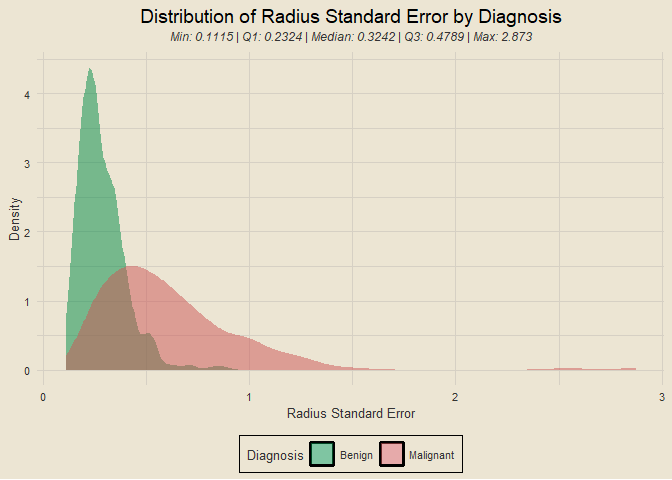 Distribution of Radius Standard Error by Diagnosis
Min: 0.1115 | Q1: 0.2324 | Median: 0.3242 | Q3: 0.4789 | Max: 2.873
4
3
2
1
0
Density
0 1 2 3
Radius Standard Error
Diagnosis Benign Malignant